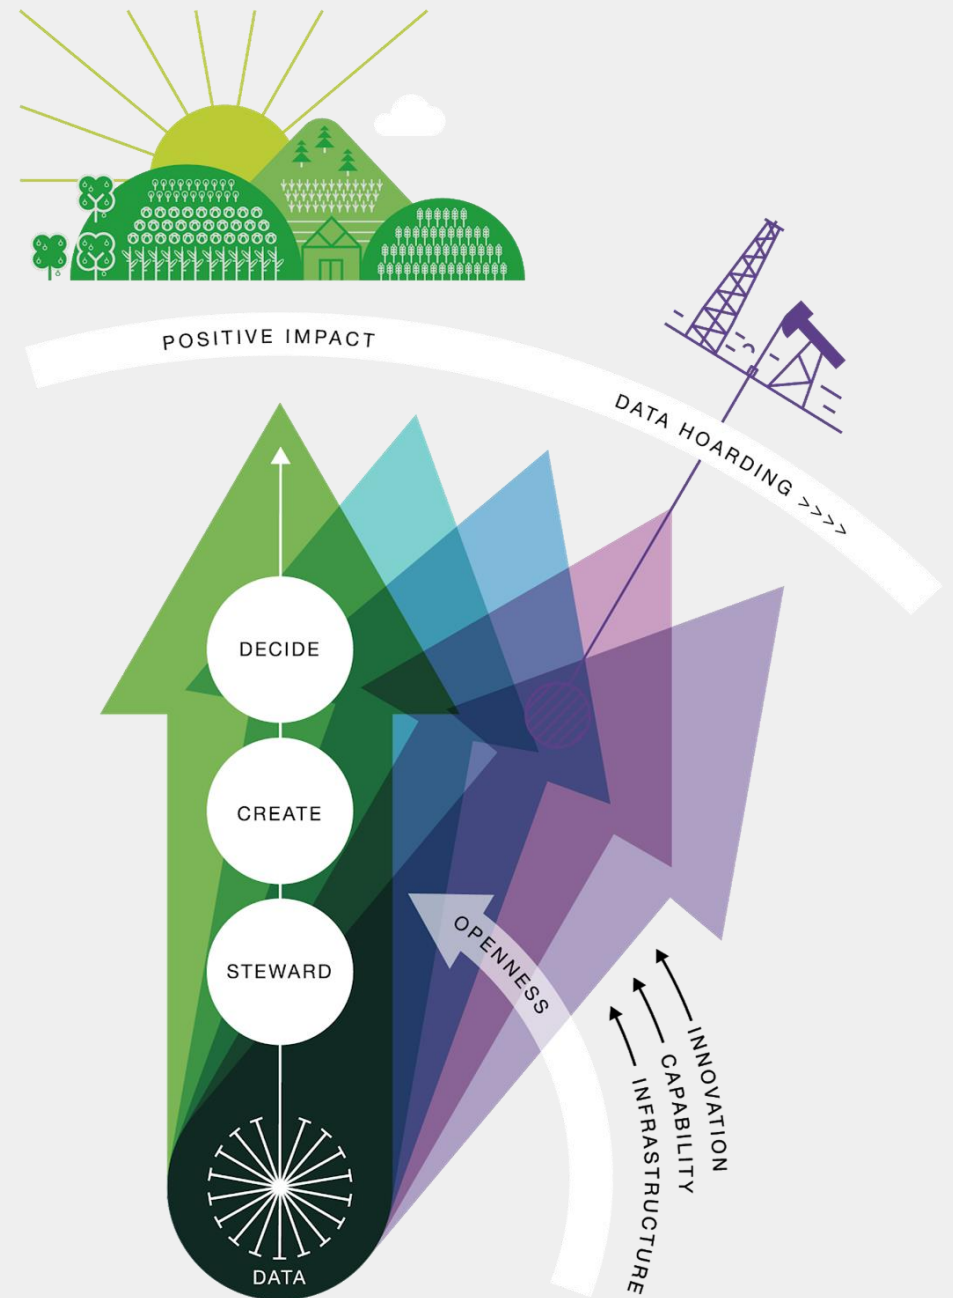 POSITIVE IMPACT
DATA HOARDING >>>>
DECIDE
CREATE
STEWARD
OPENNESS
INNOVATION
CAPABILITY
INFRASTRUCTURE
DATA